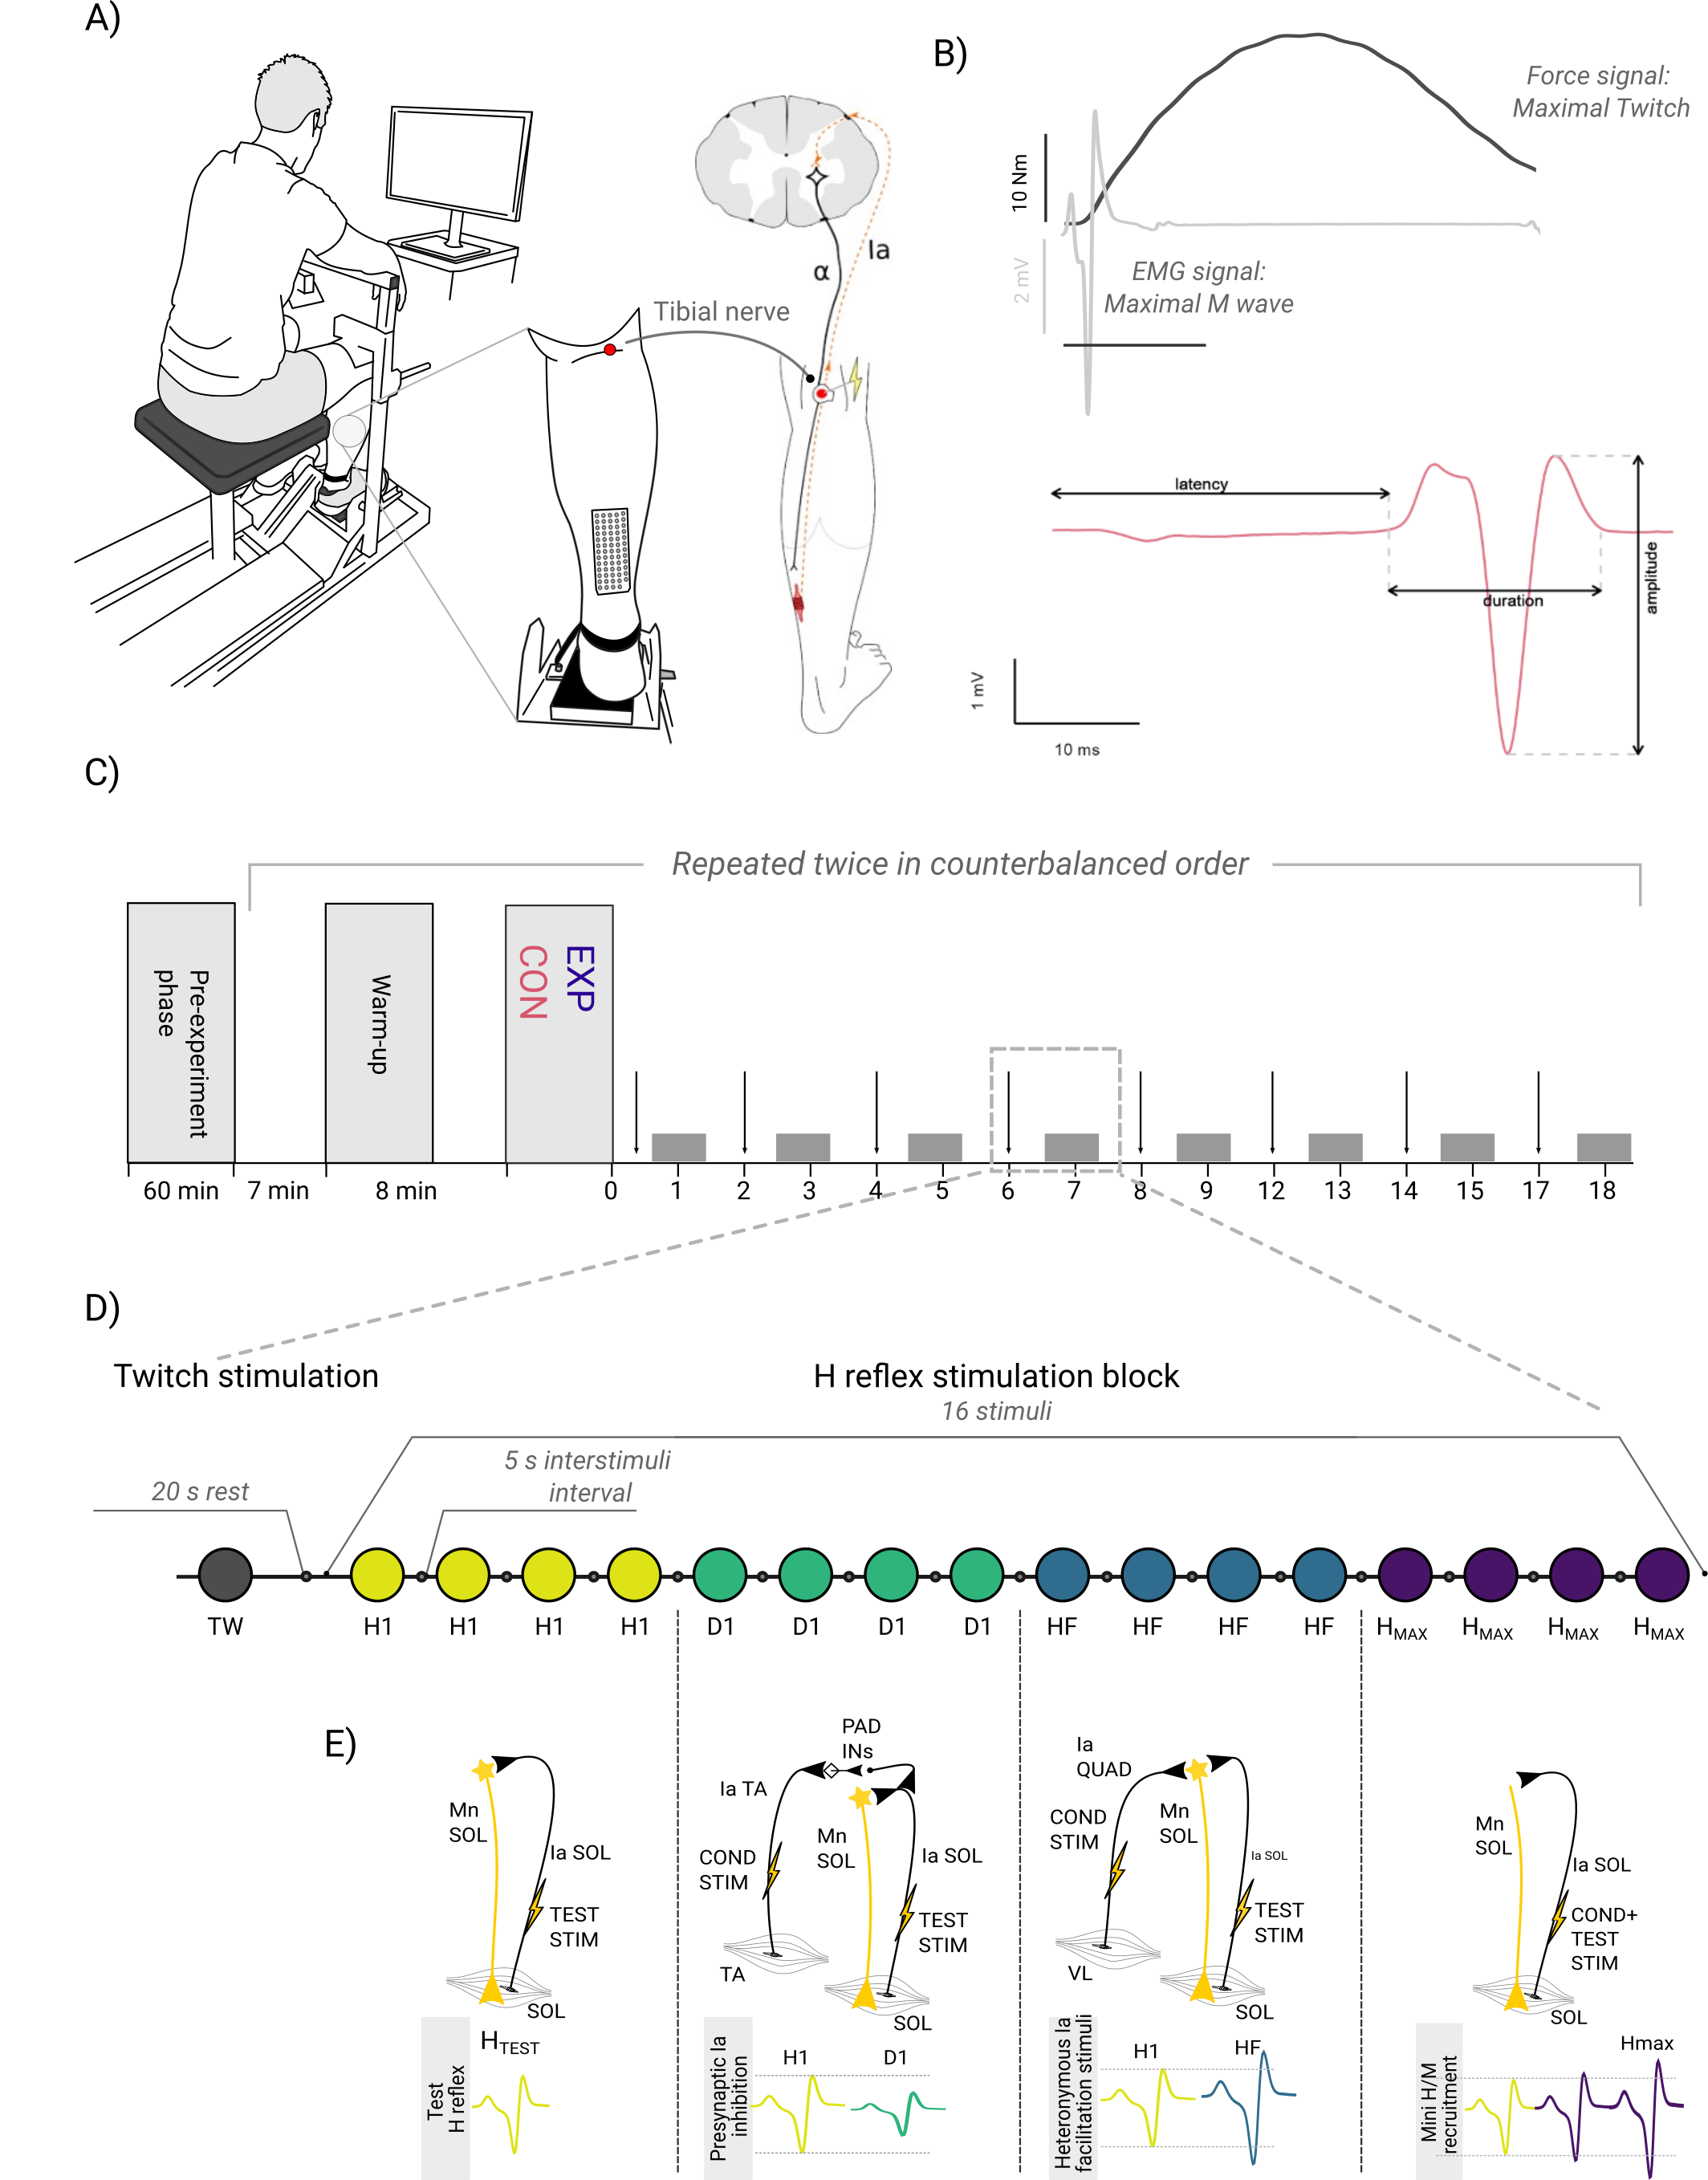 A)
B)
Force signal:
Maximal Twitch
10 Nm
2 mV
EMG signal:
Maximal M wave
Ia
α
Tibial nerve
latency
duration
amplitude
1 mV
10 ms
C)
Repeated twice in counterbalanced order
Pre-experiment
phase
Warm-up
EXP
CON
60 min 7 min 8 min 0 1 2 3 4 5 6 7 8 9 12 13 14 15 17 18
D)
Twitch stimulation
H reflex stimulation block
16 stimuli
5 s interstimuli
interval
20 s rest
TW H1 H1 H1 H1 D1 D1 D1 D1 HF HF HF HF HMAX HMAX HMAX HMAX
E)
Mn
SOL
Ia SOL
TEST
STIM
SOL
HTEST
Test
H reflex
PAD
INs
Ia TA
Mn
SOL
COND
STIM
Ia SOL
TEST
STIM
TA
SOL
Presynaptic Ia
inhibition
H1 D1
Ia
QUAD
COND
STIM
Mn
SOL
Ia SOL
TEST
STIM
VL
SOL
Heteronymous Ia
facilitation stimuli
H1 HF
Mn
SOL
Ia SOL
COND+
TEST
STIM
SOL
Mini H/M
recruitment
Hmax